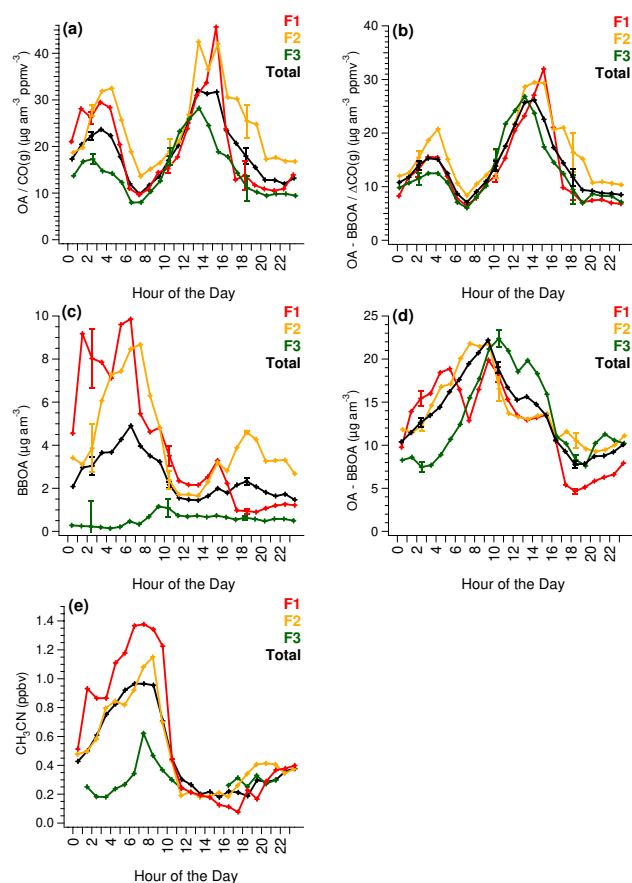 (a)
F1
F2
F3
Total
OA / CO(g) (µg am⁻³ ppmv⁻³)
40
30
20
10
0
0 2 4 6 8 10 12 14 16 18 20 22
Hour of the Day
(b)
F1
F2
F3
Total
OA - BBOA / ΔCO(g) (µg am⁻³ ppmv⁻³)
40
30
20
10
0
0 2 4 6 8 10 12 14 16 18 20 22
Hour of the Day
(c)
F1
F2
F3
Total
BBOA (µg am⁻³)
10
8
6
4
2
0
0 2 4 6 8 10 12 14 16 18 20 22
Hour of the Day
(d)
F1
F2
F3
Total
OA - BBOA (µg am⁻³)
25
20
15
10
5
0
0 2 4 6 8 10 12 14 16 18 20 22
Hour of the Day
(e)
F1
F2
F3
Total
CH₃CN (ppbv)
1.4
1.2
1.0
0.8
0.6
0.4
0.2
0.0
0 2 4 6 8 10 12 14 16 18 20 22
Hour of the Day